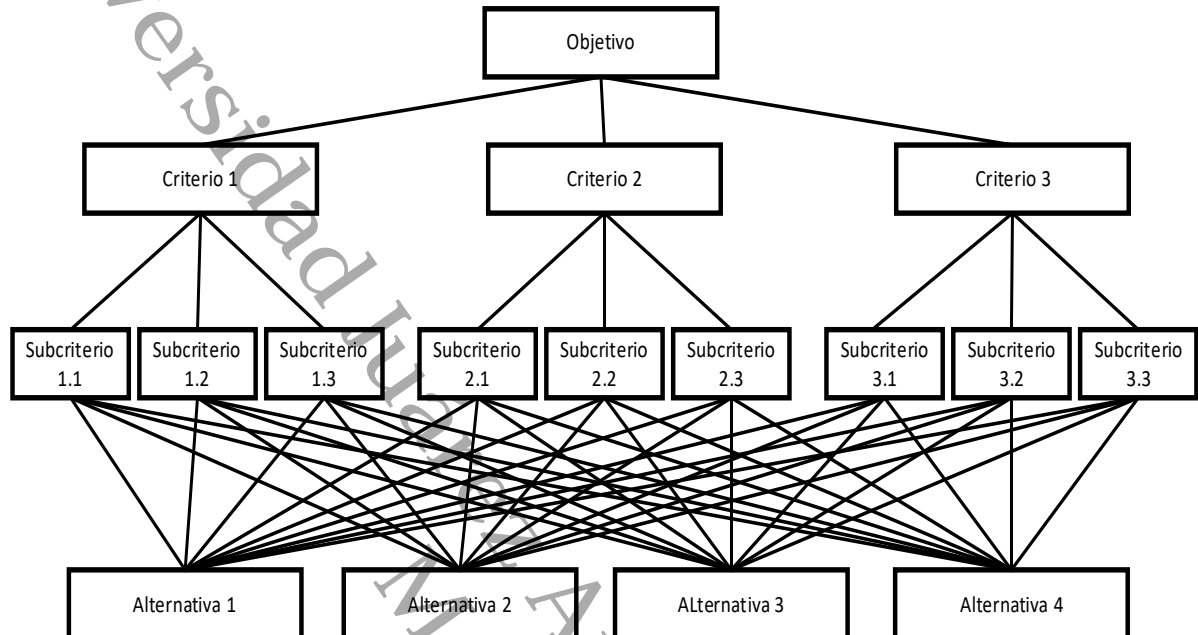 Objetivo
Criterio 1
Criterio 2
Criterio 3
Subcriterio
1.1
Subcriterio
1.2
Subcriterio
1.3
Subcriterio
2.1
Subcriterio
2.2
Subcriterio
2.3
Subcriterio
3.1
Subcriterio
3.2
Subcriterio
3.3
Alternativa 1
Alternativa 2
ALternativa 3
Alternativa 4
versidad Juárez A
M